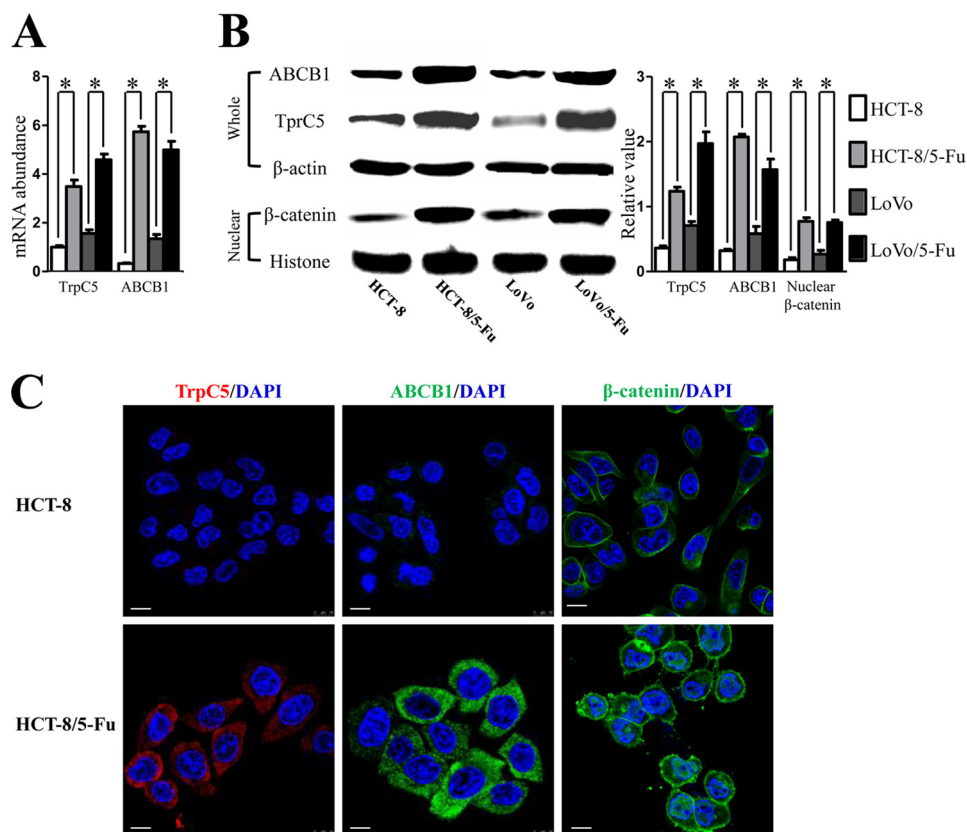 A
mRNA abundance
8
6
4
2
0
* * * *
TrpC5 ABCB1
B
Whole
ABCB1
TprC5
β-actin
Nuclear
β-catenin
Histone
HCT-8 HCT-8/5-Fu LoVo LoVo/5-Fu
Relative value
3
2
1
0
* * * * * *
TrpC5 ABCB1 Nuclear
β-catenin
HCT-8
HCT-8/5-Fu
LoVo
LoVo/5-Fu
C
TrpC5/DAPI ABCB1/DAPI β-catenin/DAPI
HCT-8
HCT-8/5-Fu